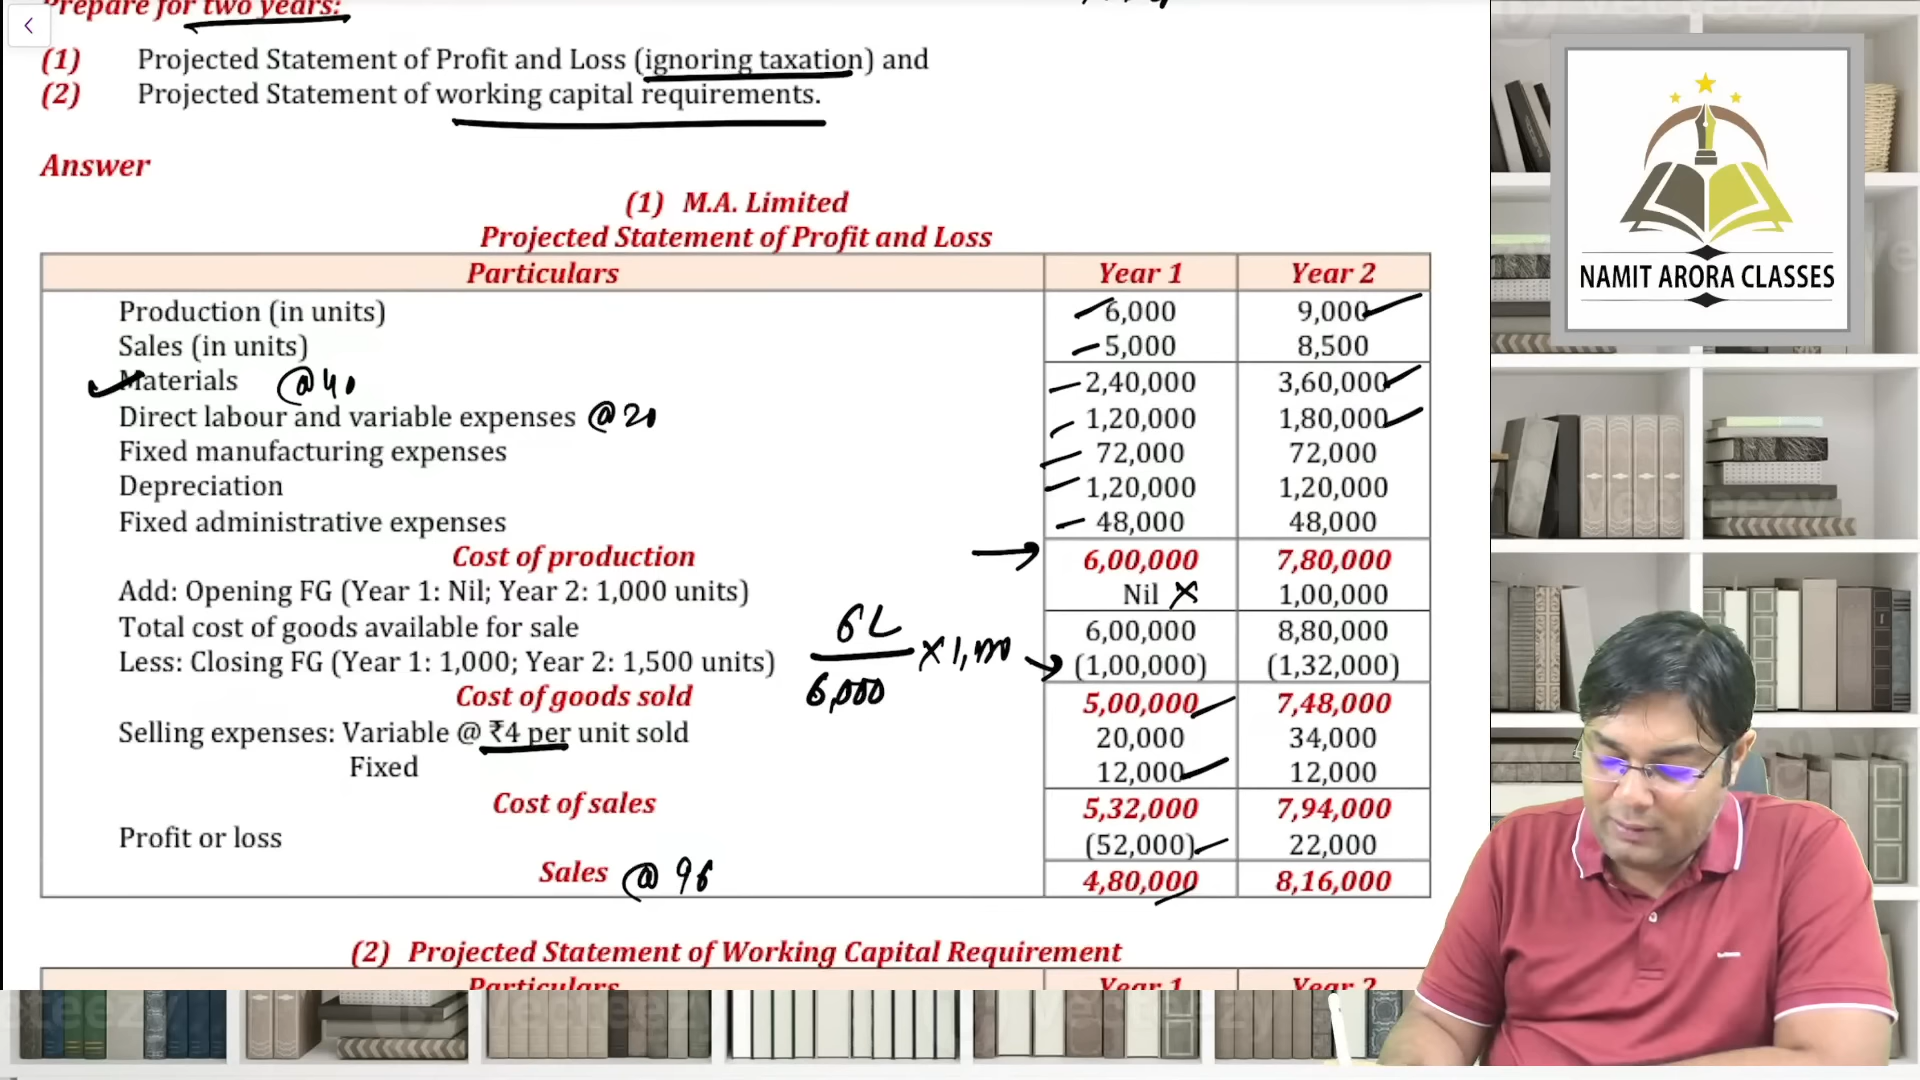 Prepare for two years:
(1) Projected Statement of Profit and Loss (ignoring taxation) and
(2) Projected Statement of working capital requirements.
Answer
(1) M.A. Limited
Projected Statement of Profit and Loss
Particulars Year 1 Year 2
Production (in units) 6,000 9,000
Sales (in units) 5,000 8,500
Materials @40 2,40,000 3,60,000
Direct labour and variable expenses @20 1,20,000 1,80,000
Fixed manufacturing expenses 72,000 72,000
Depreciation 1,20,000 1,20,000
Fixed administrative expenses 48,000 48,000
Cost of production 6,00,000 7,80,000
Add: Opening FG (Year 1: Nil; Year 2: 1,000 units) Nil 1,00,000
Total cost of goods available for sale 6,00,000 8,80,000
Less: Closing FG (Year 1: 1,000; Year 2: 1,500 units) (1,00,000) (1,32,000)
6L
6,000 × 1,000
Cost of goods sold 5,00,000 7,48,000
Selling expenses: Variable @ ₹4 per unit sold 20,000 34,000
Fixed 12,000 12,000
Cost of sales 5,32,000 7,94,000
Profit or loss (52,000) 22,000
Sales @ 96 4,80,000 8,16,000
(2) Projected Statement of Working Capital Requirement
Particulars Year 1 Year 2
NAMIT ARORA CLASSES